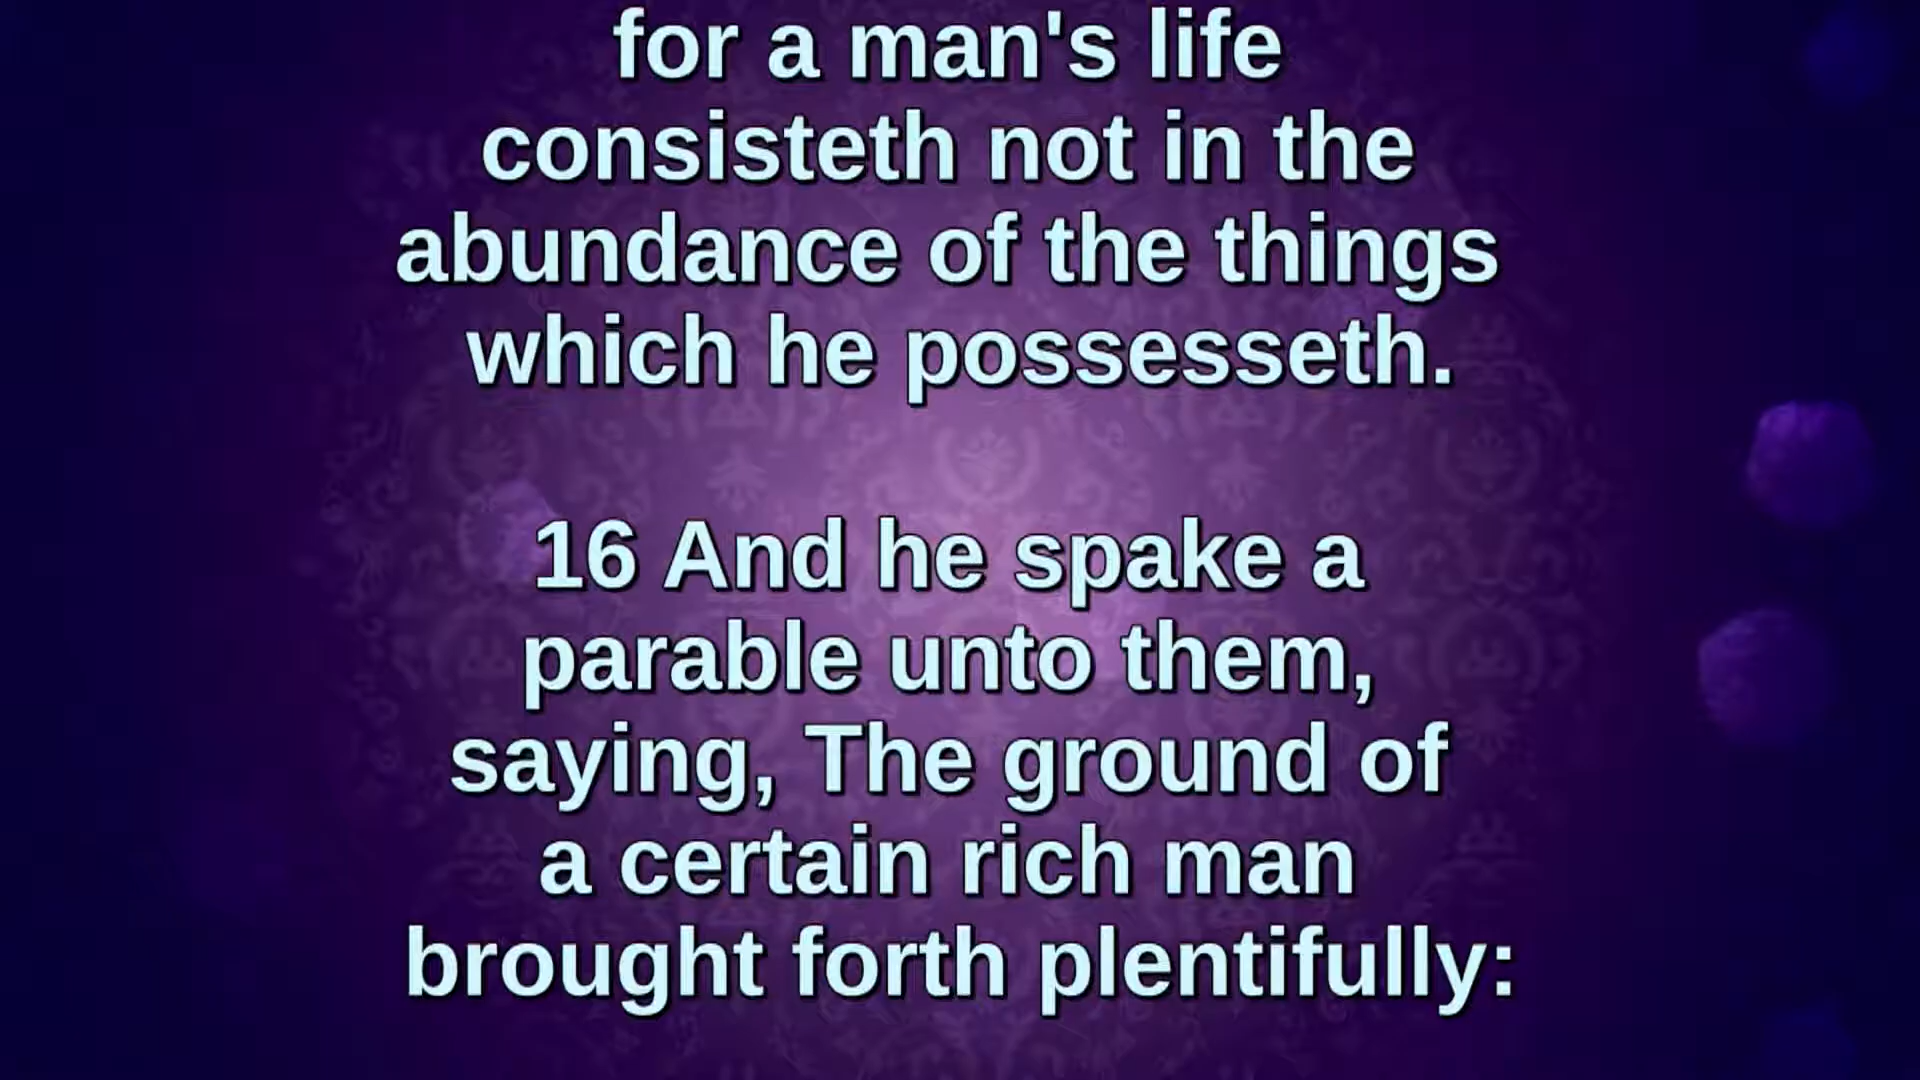 for a man's life
consisteth not in the
abundance of the things
which he possesseth.
16 And he spake a
parable unto them,
saying, The ground of
a certain rich man
brought forth plentifully: